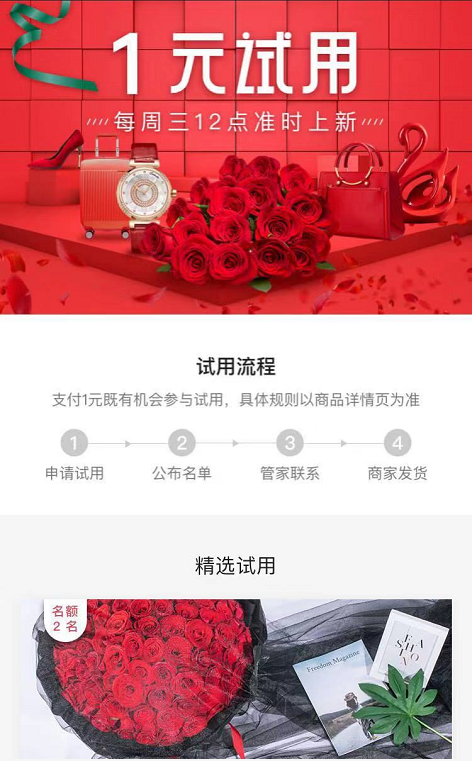 1元试用
每周三12点准时上新
试用流程
支付1元既有机会参与试用，具体规则以商品详情页为准
1 2 3 4
申请试用 公布名单 管家联系 商家发货
精选试用
名额
2 名
Freedom Magazine